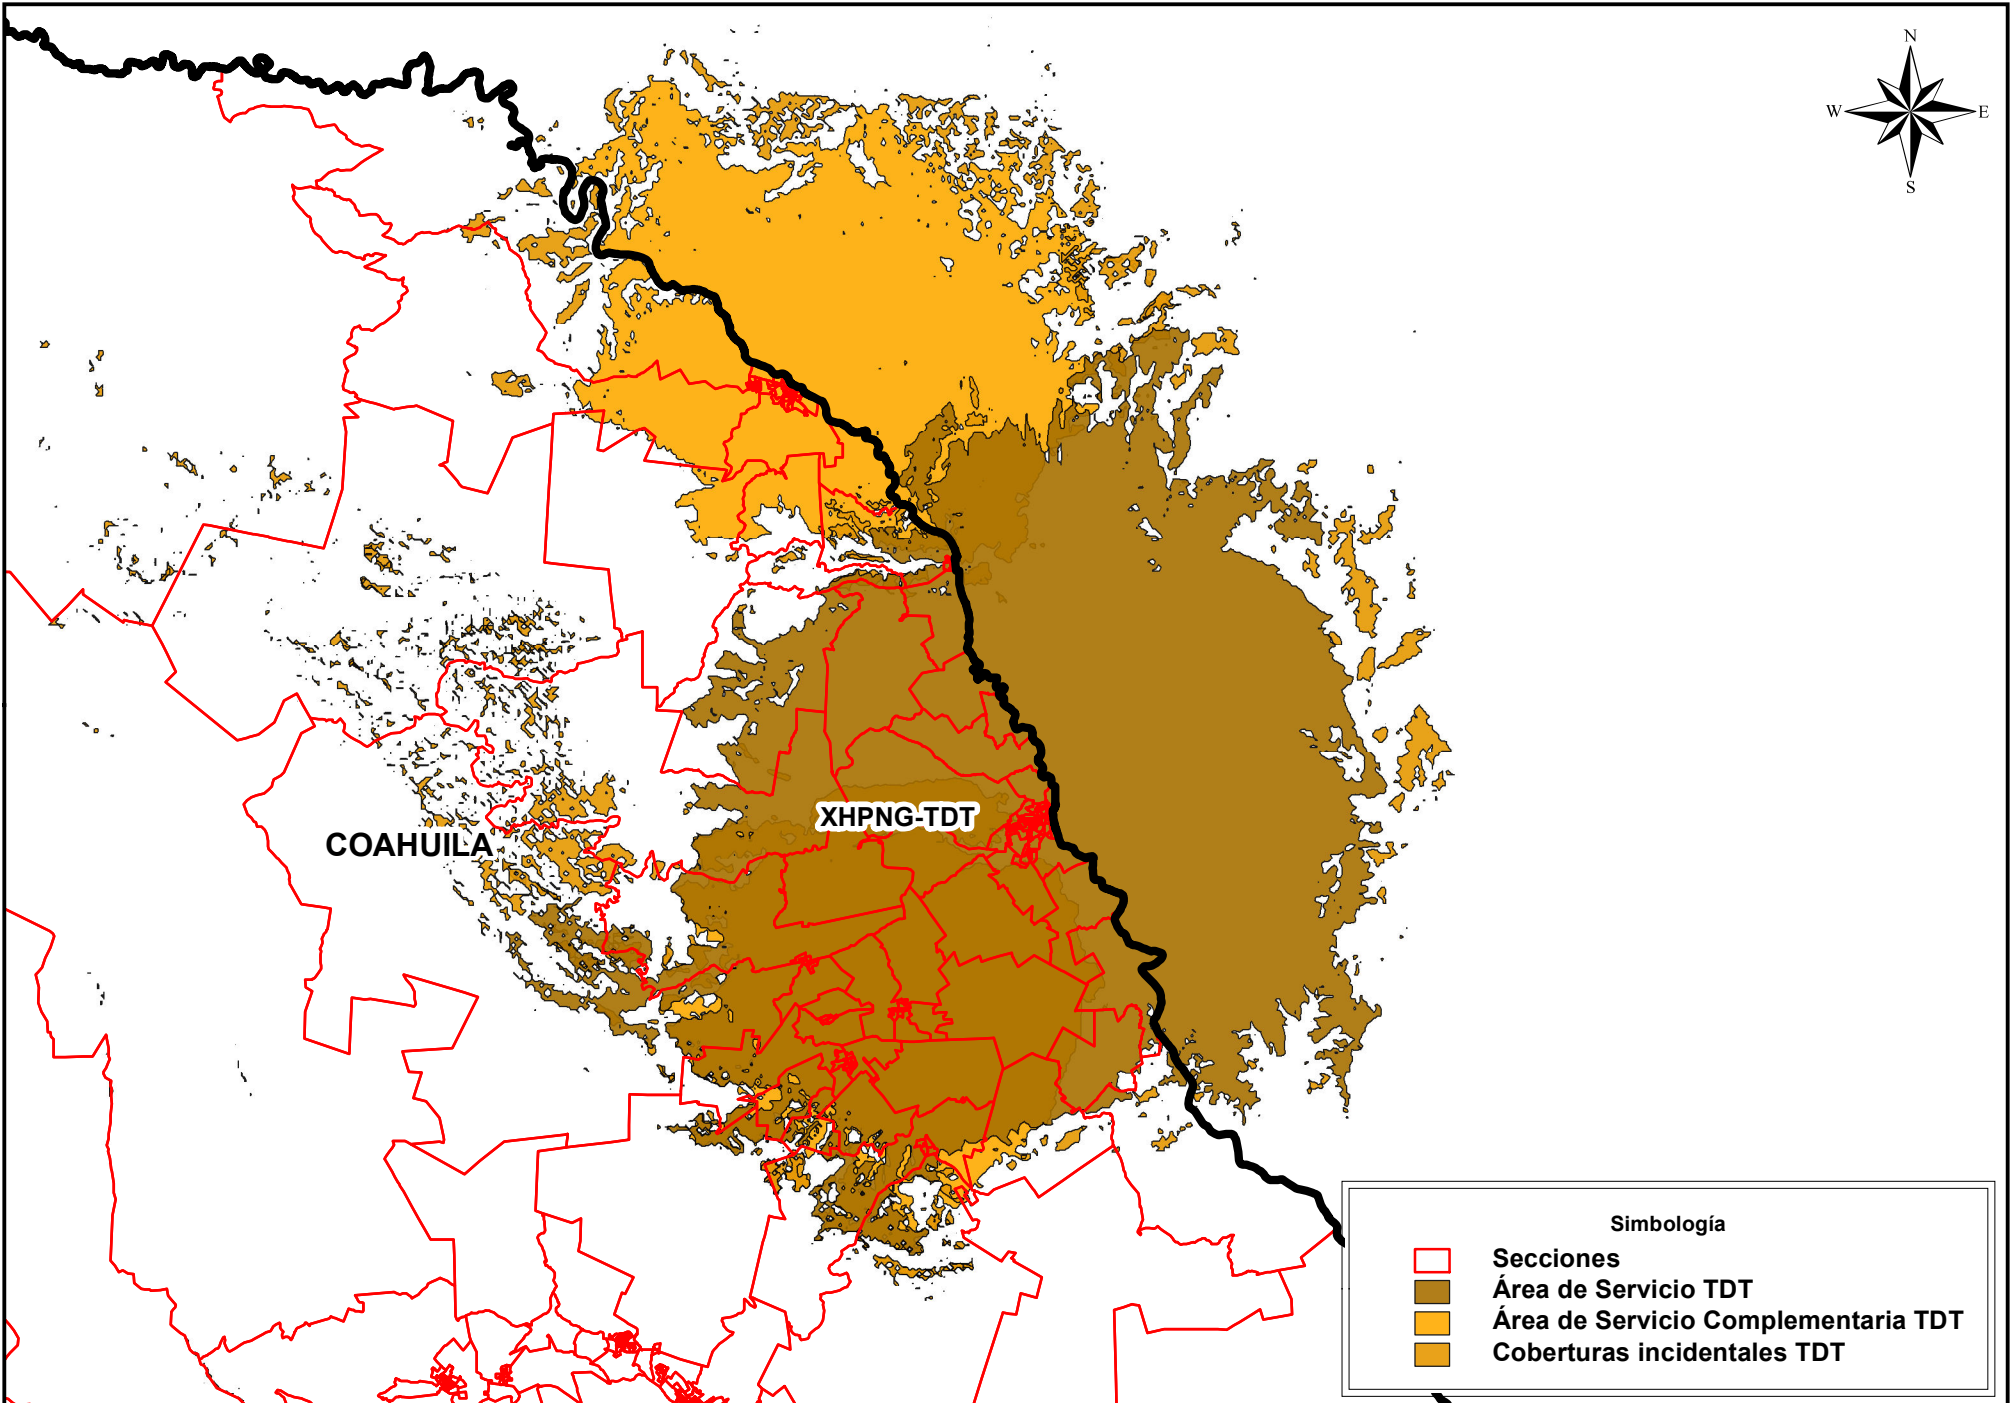 N
W E
S
XHPNG-TDT
COAHUILA
Simbología
Secciones
Área de Servicio TDT
Área de Servicio Complementaria TDT
Coberturas incidentales TDT